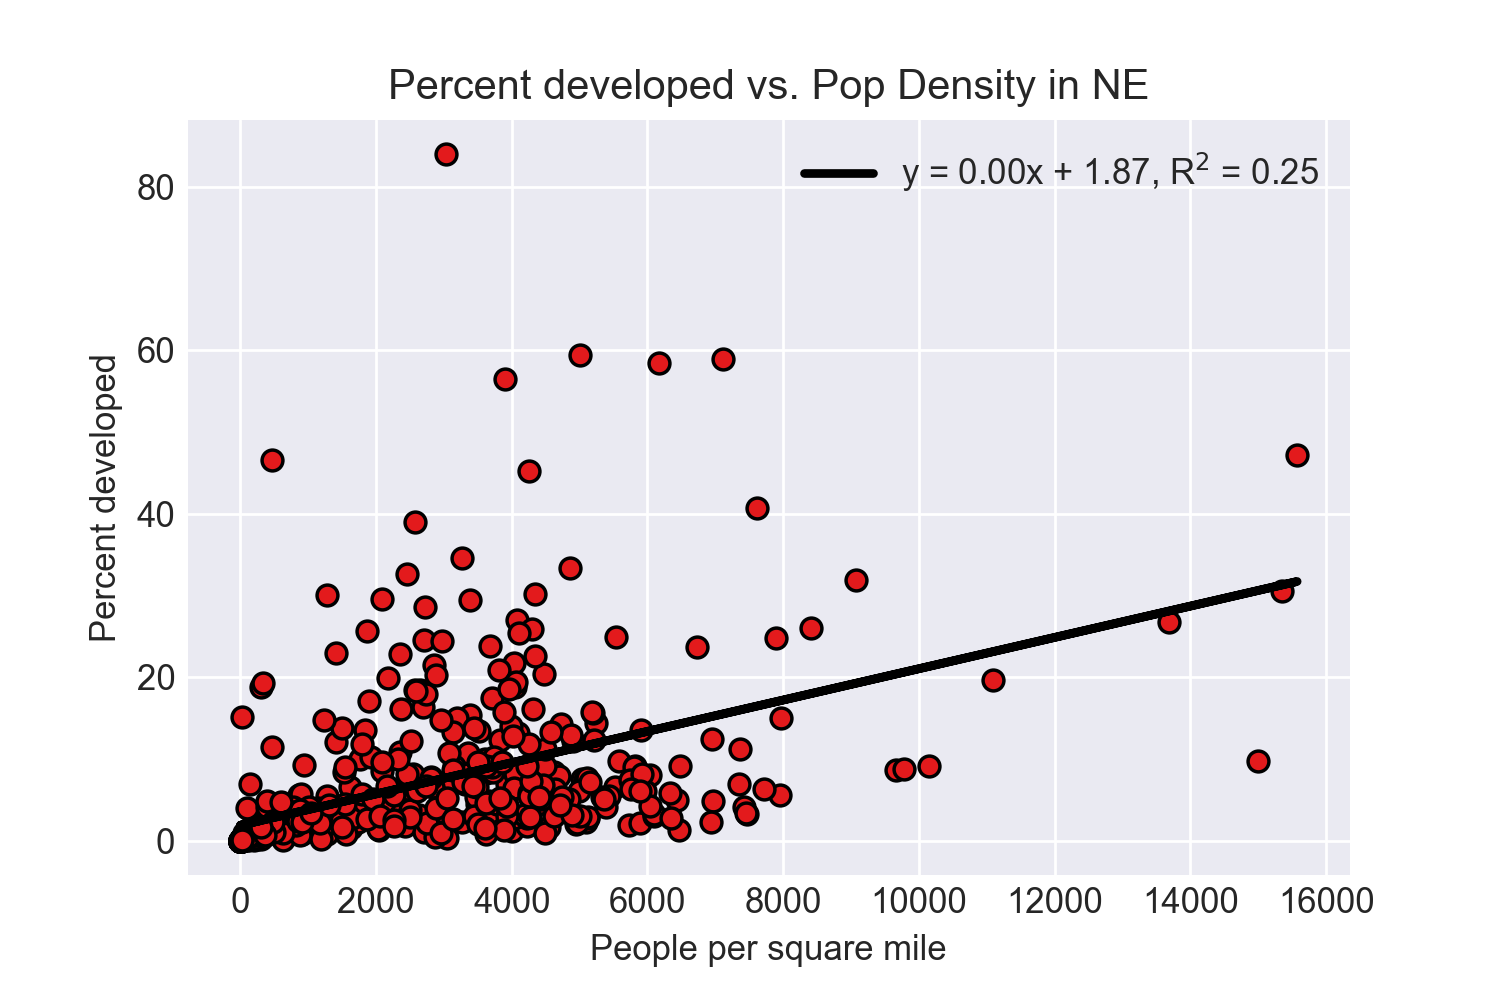 Percent developed vs. Pop Density in NE
y = 0.00x + 1.87, R² = 0.25
80
60
40
20
0
Percent developed
0 2000 4000 6000 8000 10000 12000 14000 16000
People per square mile